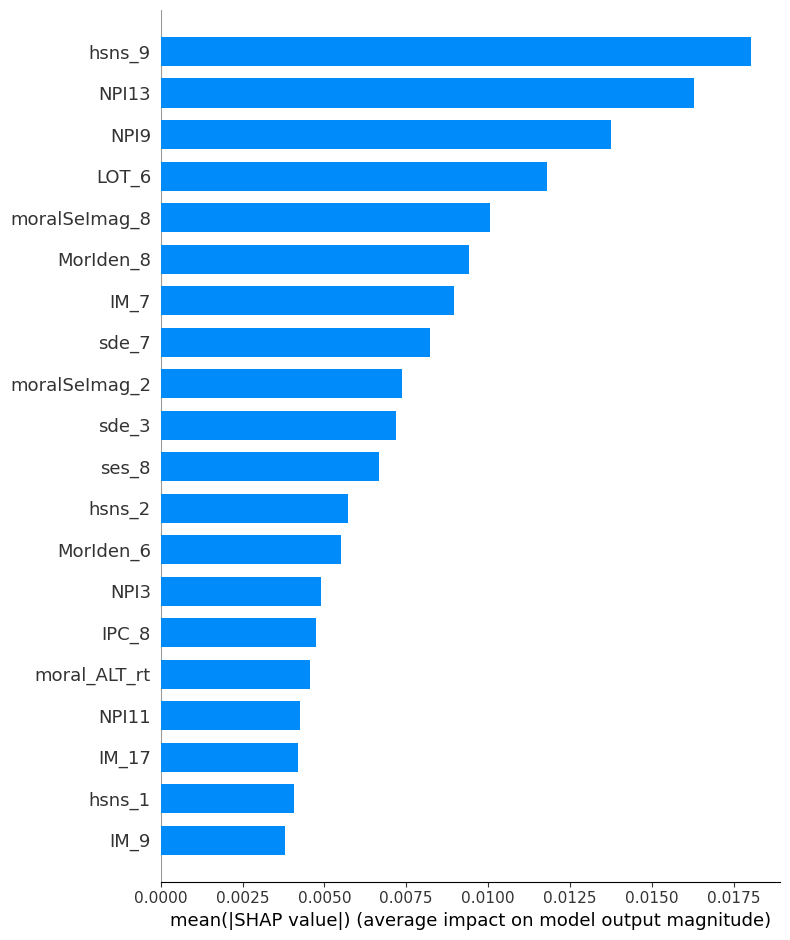 hsns_9
NPI13
NPI9
LOT_6
moralSeImag_8
MorIden_8
IM_7
sde_7
moralSeImag_2
sde_3
ses_8
hsns_2
MorIden_6
NPI3
IPC_8
moral_ALT_rt
NPI11
IM_17
hsns_1
IM_9
0.0000 0.0025 0.0050 0.0075 0.0100 0.0125 0.0150 0.0175
mean(|SHAP value|) (average impact on model output magnitude)